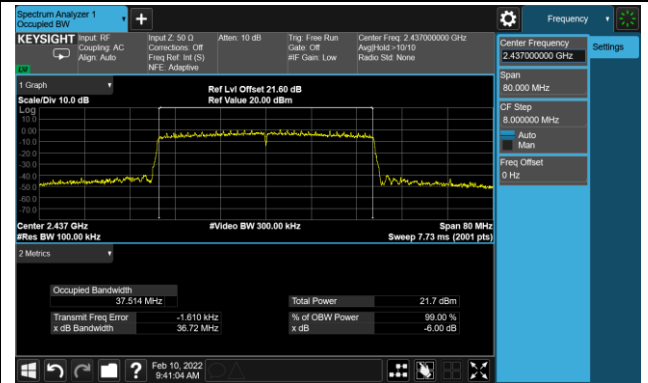 Spectrum Analyzer 1
Occupied BW
Frequency
KEYSIGHT
Input: RF
Coupling: AC
Align: Auto
Input Z: 50 Ω
Corrections: Off
Freq Ref: Int (S)
NFE: Adaptive
Atten: 10 dB
Trig: Free Run
Gate: Off
#IF Gain: Low
Center Freq: 2.437000000 GHz
Avg|Hold:>10/10
Radio Std: None
Center Frequency
2.437000000 GHz
Settings
Span
80.000 MHz
CF Step
8.000000 MHz
Auto
Man
Freq Offset
0 Hz
1 Graph
Scale/Div 10.0 dB
Ref Lvl Offset 21.60 dB
Ref Value 20.00 dBm
Log
10.0
0.00
-10.0
-20.0
-30.0
-40.0
-50.0
-60.0
-70.0
Center 2.437 GHz
#Video BW 300.00 kHz
Span 80 MHz
#Res BW 100.00 kHz
Sweep 7.73 ms (2001 pts)
2 Metrics
Occupied Bandwidth
37.514 MHz
Total Power
21.7 dBm
Transmit Freq Error
-1.610 kHz
% of OBW Power
99.00 %
x dB Bandwidth
36.72 MHz
x dB
-6.00 dB
Feb 10, 2022
9:41:04 AM